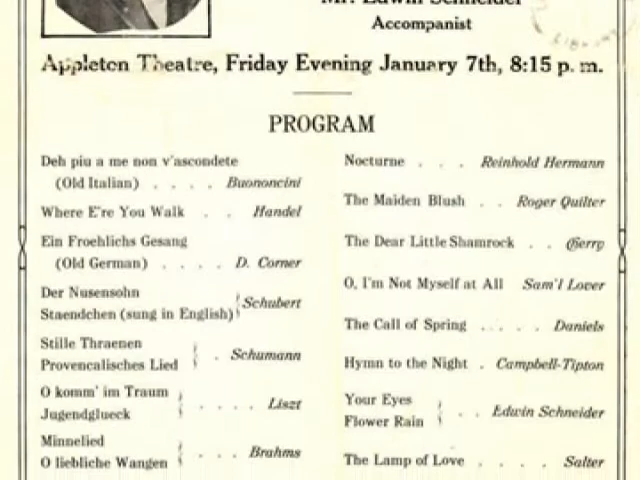 Mr. Edwin Schneider
Accompanist
Appleton Theatre, Friday Evening January 7th, 8:15 p. m.
PROGRAM
Deh piu a me non v'ascondete
(Old Italian) . . . . Buononcini
Where E're You Walk . . Handel
Ein Froehlichs Gesang
(Old German) . . . . D. Corner
Der Nusensohn
Staendchen (sung in English) } Schubert
Stille Thraenen
Provencalisches Lied } . . Schumann
O komm' im Traum
Jugendglueck } . . . . Liszt
Minnelied
O liebliche Wangen } . . . Brahms
Nocturne . . . Reinhold Hermann
The Maiden Blush . . Roger Quilter
The Dear Little Shamrock . . Gerry
O, I'm Not Myself at All Sam'l Lover
The Call of Spring . . . . . Daniels
Hymn to the Night . Campbell-Tipton
Your Eyes
Flower Rain } . . Edwin Schneider
The Lamp of Love . . . . Salter